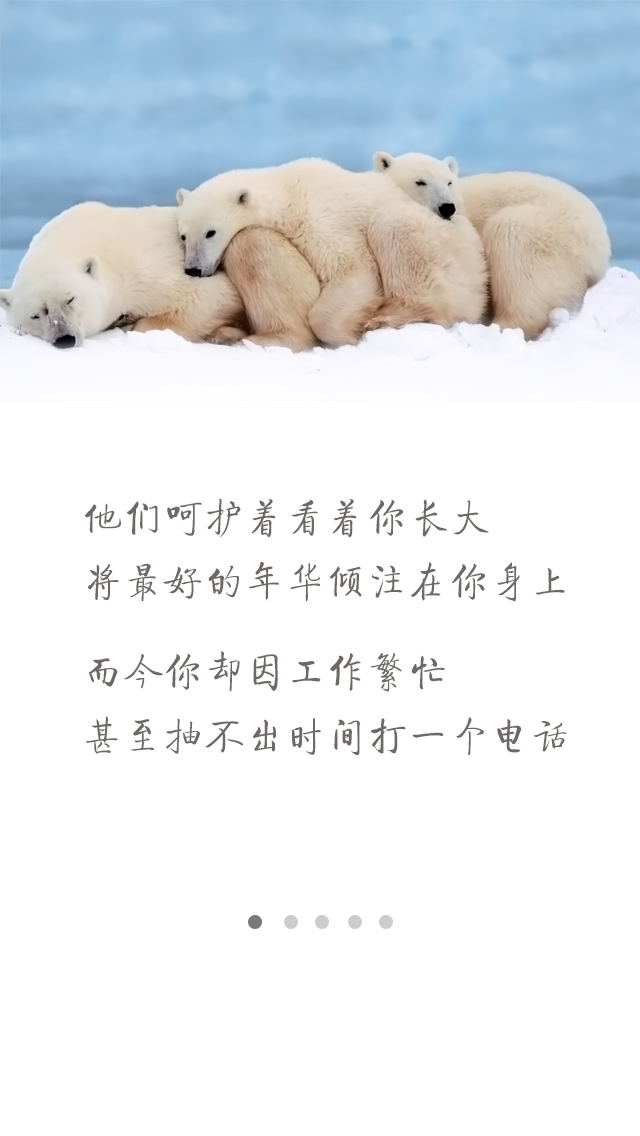 他们呵护着看着你长大
将最好的年华倾注在你身上
而今你却因工作繁忙
甚至抽不出时间打一个电话